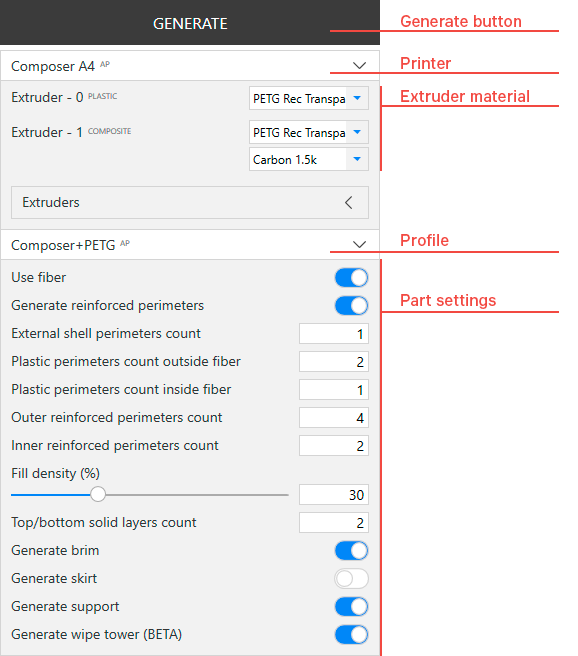 GENERATE Generate button
Composer A4 AP Printer
Extruder - 0 PLASTIC PETG Rec Transpa Extruder material
Extruder - 1 COMPOSITE PETG Rec Transpa
Carbon 1.5k
Extruders
Composer+PETG AP Profile
Use fiber
Generate reinforced perimeters Part settings
External shell perimeters count 1
Plastic perimeters count outside fiber 2
Plastic perimeters count inside fiber 1
Outer reinforced perimeters count 4
Inner reinforced perimeters count 2
Fill density (%)
30
Top/bottom solid layers count 2
Generate brim
Generate skirt
Generate support
Generate wipe tower (BETA)